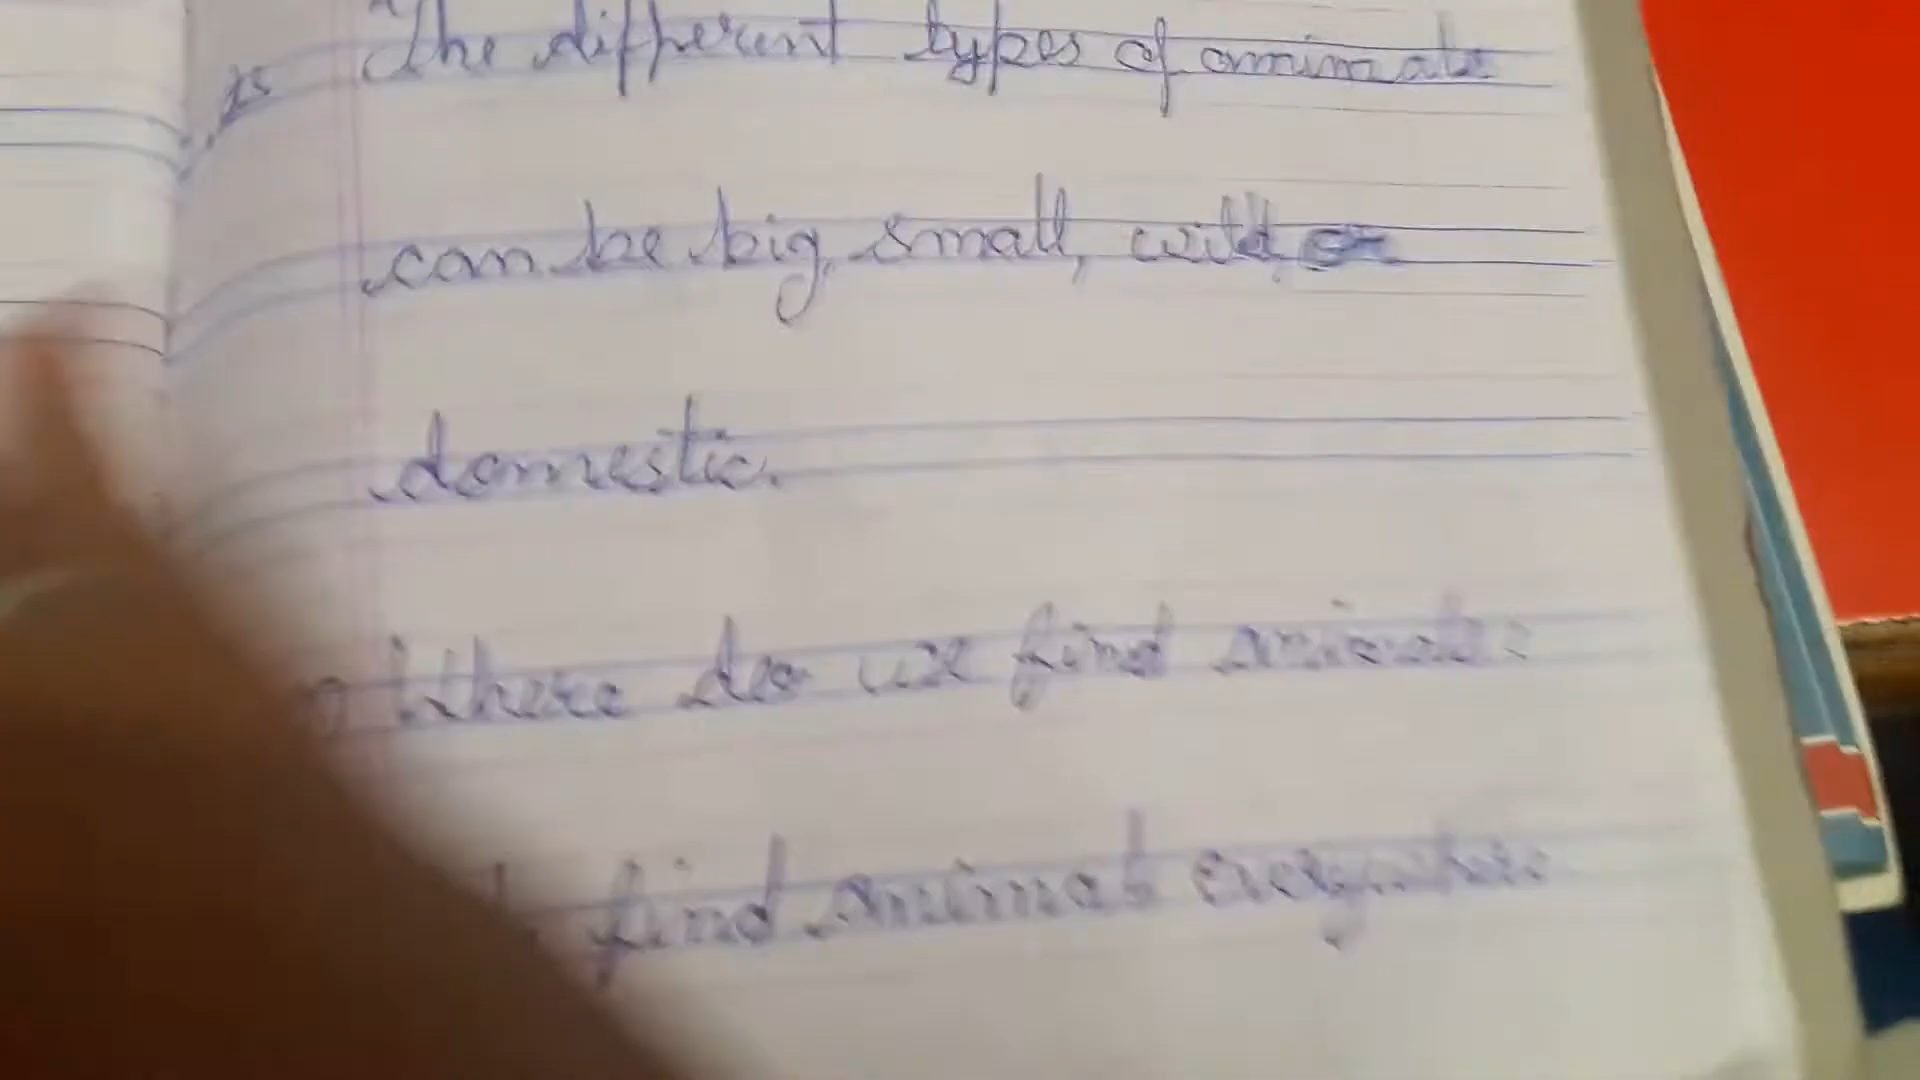 The different types of animals
can be big, small, wild, or
domestic.
Where do we find animals?
find animals everywhere